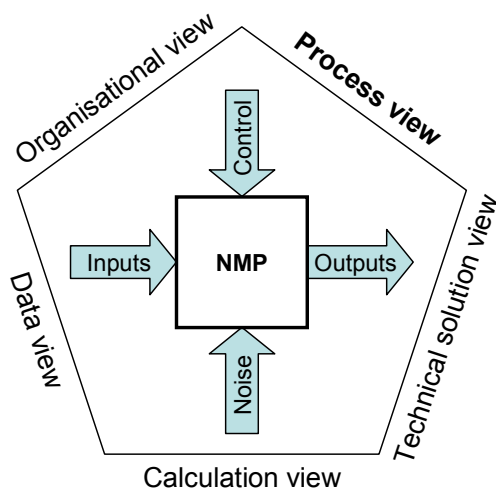 Organisational view
Process view
Control
Inputs
NMP
Outputs
Noise
Data view
Technical solution view
Calculation view